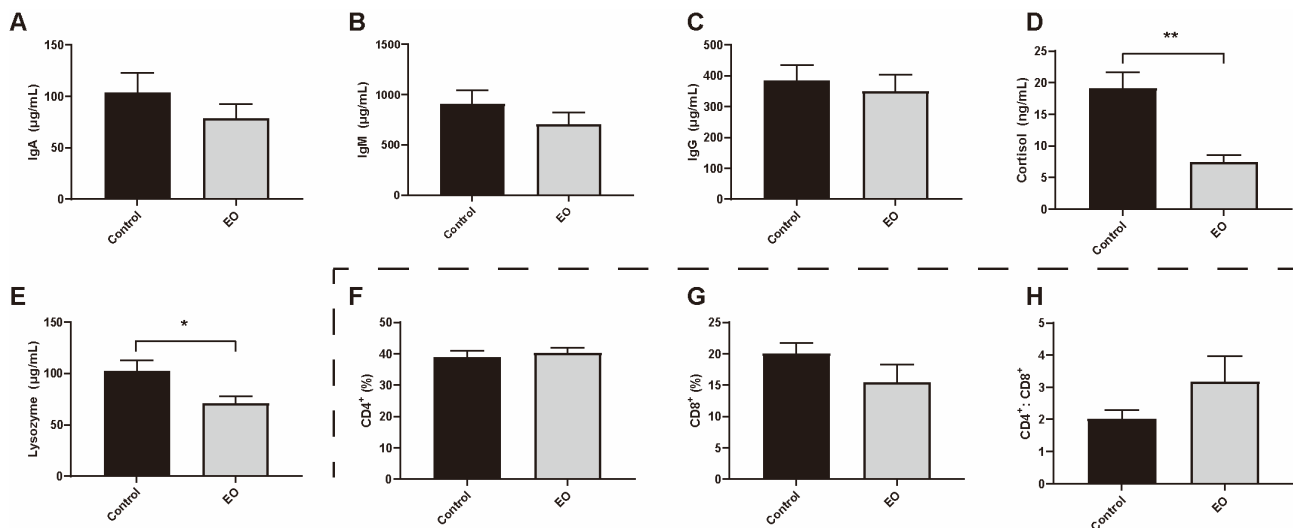 A
IgA (µg/mL)
150
100
50
0
Control
EO
B
IgM (µg/mL)
1500
1000
500
0
Control
EO
C
IgG (µg/mL)
500
400
300
200
100
0
Control
EO
D
Cortisol (ng/mL)
25
20
15
10
5
0
**
Control
EO
E
Lysozyme (µg/mL)
150
100
50
0
*
Control
EO
F
CD4⁺ (%)
50
40
30
20
10
0
Control
EO
G
CD8⁺ (%)
25
20
15
10
5
0
Control
EO
H
CD4⁺: CD8⁺
5
4
3
2
1
0
Control
EO